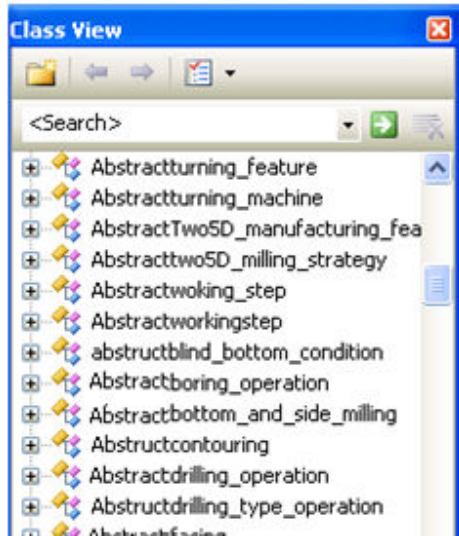 Class View
<Search>
Abstractturning_feature
Abstractturning_machine
AbstractTwo5D_manufacturing_fea
Abstracttwo5D_milling_strategy
Abstractwoking_step
Abstractworkingstep
abstructblind_bottom_condition
Abstractboring_operation
Abstractbottom_and_side_milling
Abstructcontouring
Abstractdrilling_operation
Abstructdrilling_type_operation